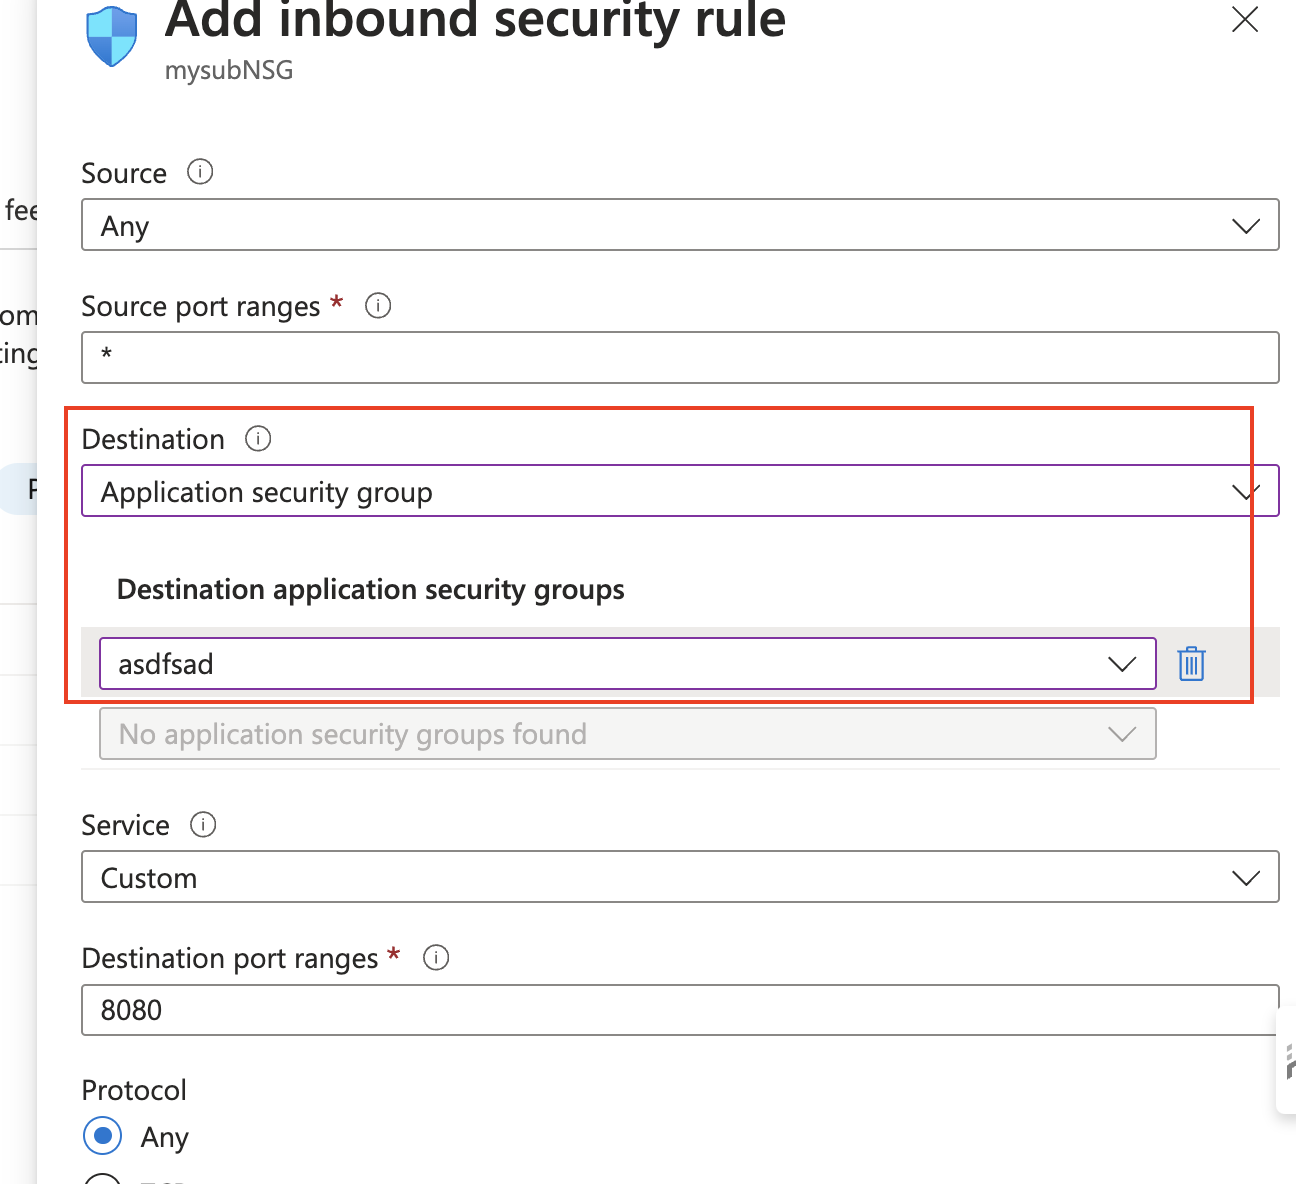 Add inbound security rule
mysubNSG
Source
fee
Any
om
Source port ranges *
ting
*
Destination
Application security group
Destination application security groups
asdfsad
No application security groups found
Service
Custom
Destination port ranges *
8080
Protocol
Any